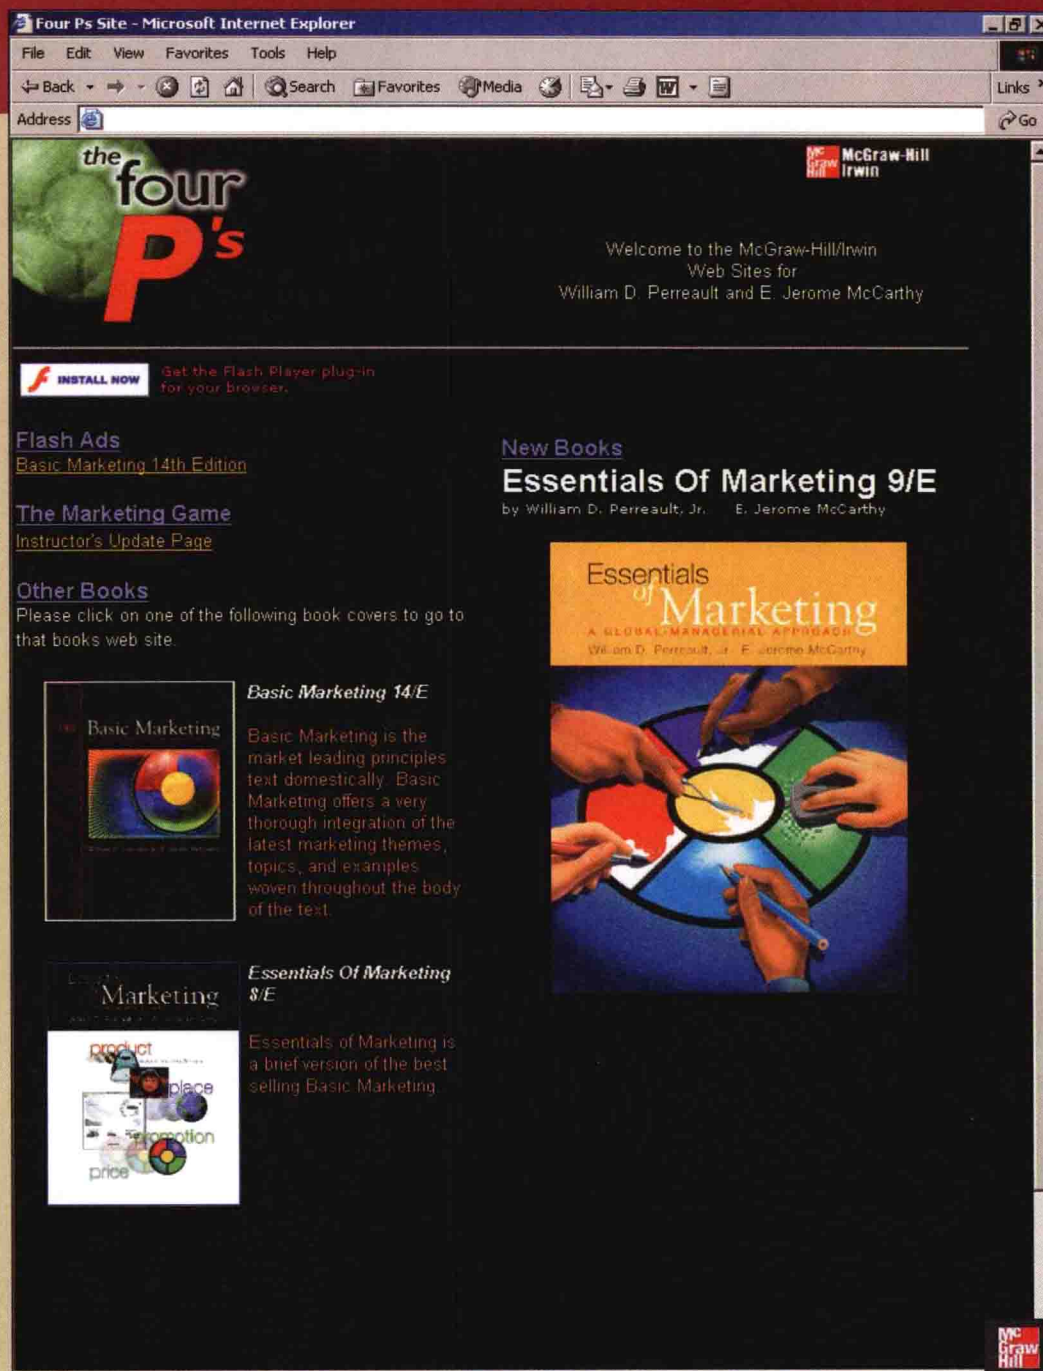 Four Ps Site - Microsoft Internet Explorer
File Edit View Favorites Tools Help
Back Search Favorites Media Links
Address Go
the
four
P's
Mc
Graw
Hill
McGraw-Hill
Irwin
Welcome to the McGraw-Hill/Irwin
Web Sites for
William D. Perreault and E. Jerome McCarthy
INSTALL NOW
Get the Flash Player plug-in
for your browser.
Flash Ads
Basic Marketing 14th Edition
The Marketing Game
Instructor's Update Page
Other Books
Please click on one of the following book covers to go to
that books web site.
Basic Marketing
Basic Marketing 14/E
Basic Marketing is the
market leading principles
text domestically. Basic
Marketing offers a very
thorough integration of the
latest marketing themes,
topics, and examples
woven throughout the body
of the text.
Marketing
product
place
promotion
price
Essentials Of Marketing
8/E
Essentials of Marketing is
a brief version of the best
selling Basic Marketing.
New Books
Essentials Of Marketing 9/E
by William D. Perreault, Jr. E. Jerome McCarthy
Essentials
of
Marketing
A GLOBAL-MANAGERIAL APPROACH
William D. Perreault, Jr. E. Jerome McCarthy
Mc
Graw
Hill